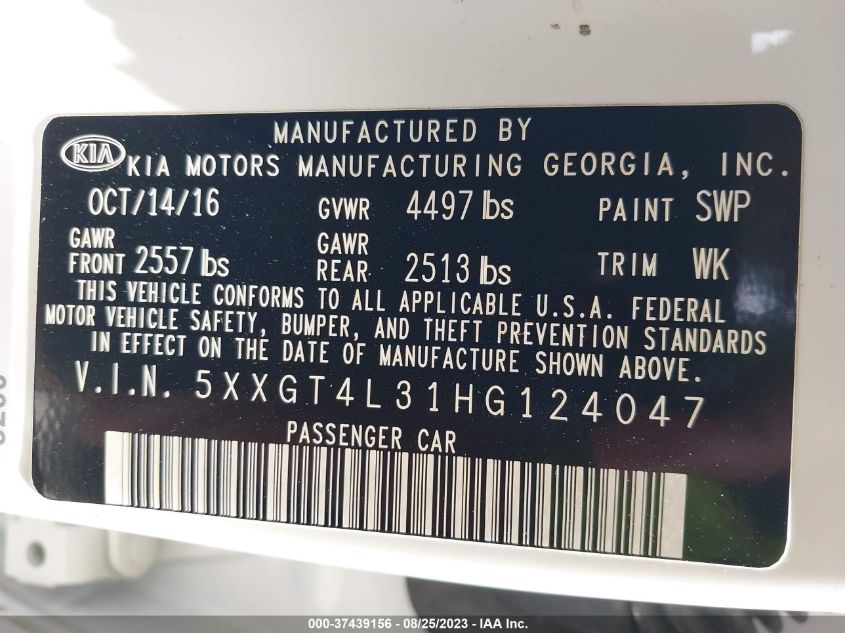 MANUFACTURED BY
KIA KIA MOTORS MANUFACTURING GEORGIA, INC.
OCT/14/16 GVWR 4497 lbs PAINT SWP
GAWR FRONT 2557 lbs GAWR REAR 2513 lbs TRIM WK
THIS VEHICLE CONFORMS TO ALL APPLICABLE U.S.A. FEDERAL
MOTOR VEHICLE SAFETY, BUMPER, AND THEFT PREVENTION STANDARDS
IN EFFECT ON THE DATE OF MANUFACTURE SHOWN ABOVE.
V.I.N. 5XXGT4L31HG124047
PASSENGER CAR
000-37439156 - 08/25/2023 - IAA Inc.